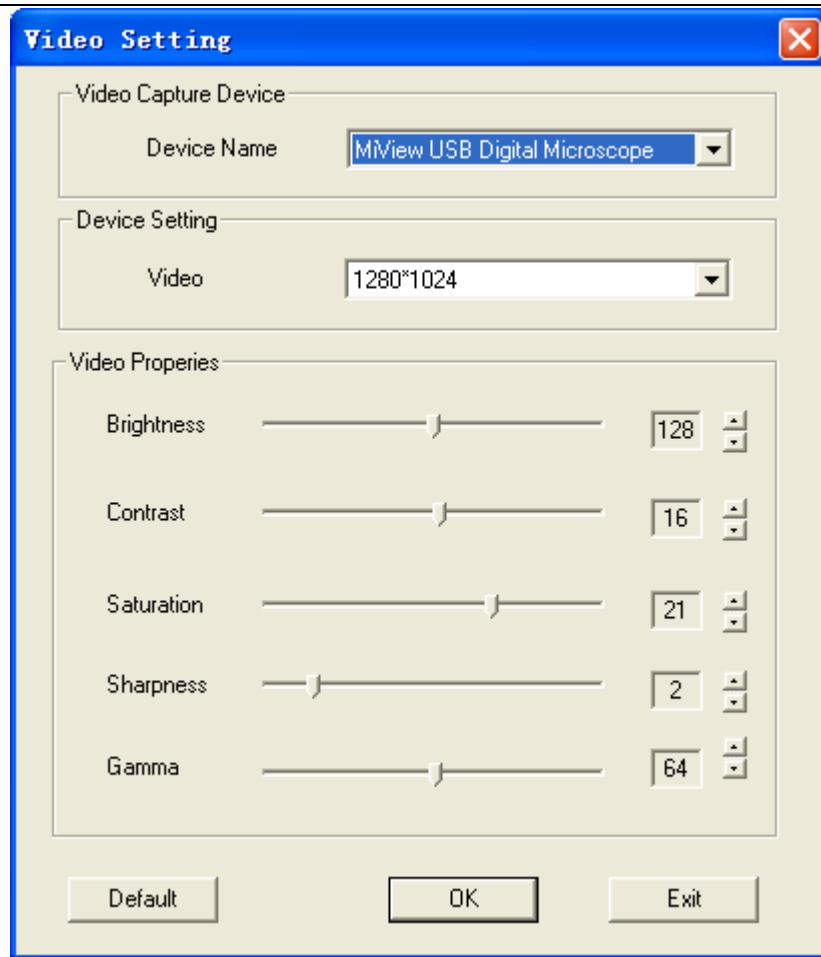 Video Setting
Video Capture Device
Device Name MiView USB Digital Microscope
Device Setting
Video 1280*1024
Video Properies
Brightness 128
Contrast 16
Saturation 21
Sharpness 2
Gamma 64
Default OK Exit